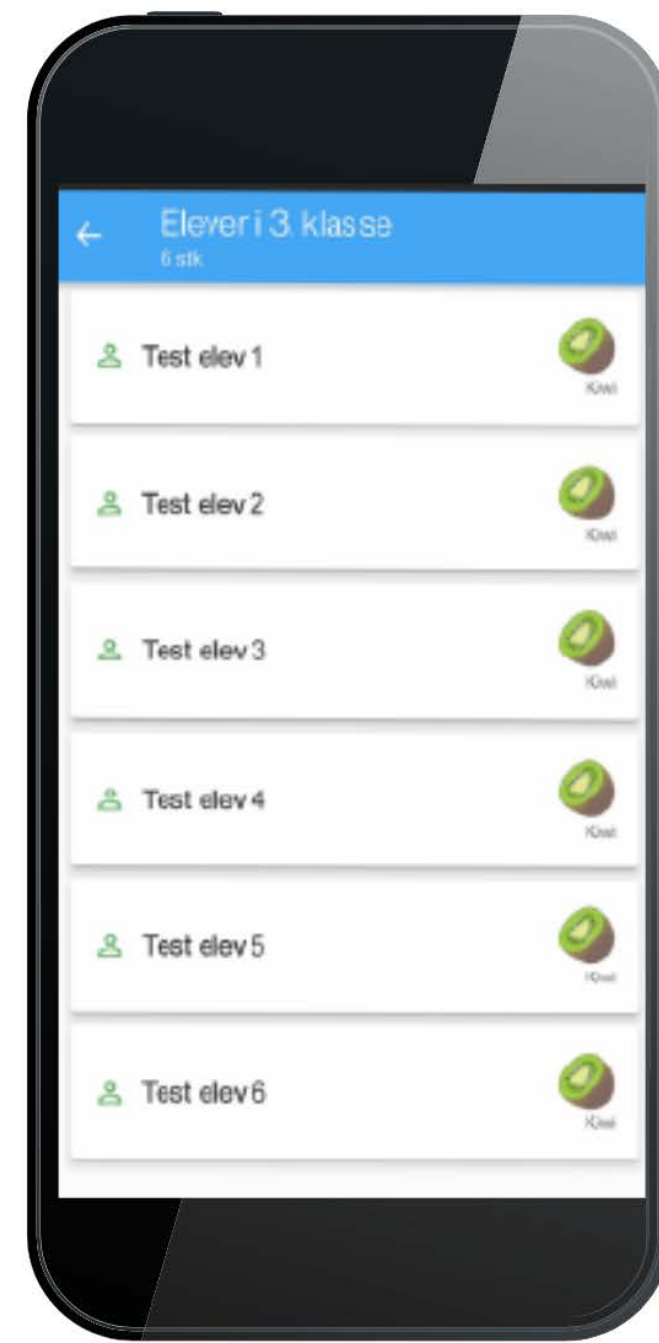 Elever i 3. klasse
6 stk
Test elev 1
Kiwi
Test elev 2
Kiwi
Test elev 3
Kiwi
Test elev 4
Kiwi
Test elev 5
Kiwi
Test elev 6
Kiwi